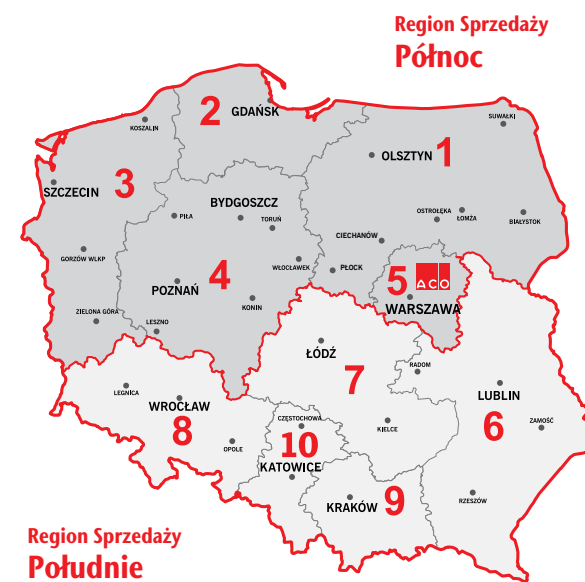 Region Sprzedaży
Północ
2
GDAŃSK
KOSZALIN
SUWAŁKI
OLSZTYN
1
3
SZCZECIN
BYDGOSZCZ
PIŁA
TORUŃ
OSTROŁĘKA
ŁOMŻA
BIAŁYSTOK
CIECHANÓW
GORZÓW WLKP
WŁOCŁAWEK
PŁOCK
4
5
ACO
POZNAŃ
KONIN
WARSZAWA
ZIELONA GÓRA
LESZNO
ŁÓDŹ
7
RADOM
LEGNICA
WROCŁAW
LUBLIN
6
ZAMOŚĆ
8
CZĘSTOCHOWA
KIELCE
OPOLE
10
KATOWICE
RZESZÓW
KRAKÓW
9
Region Sprzedaży
Południe